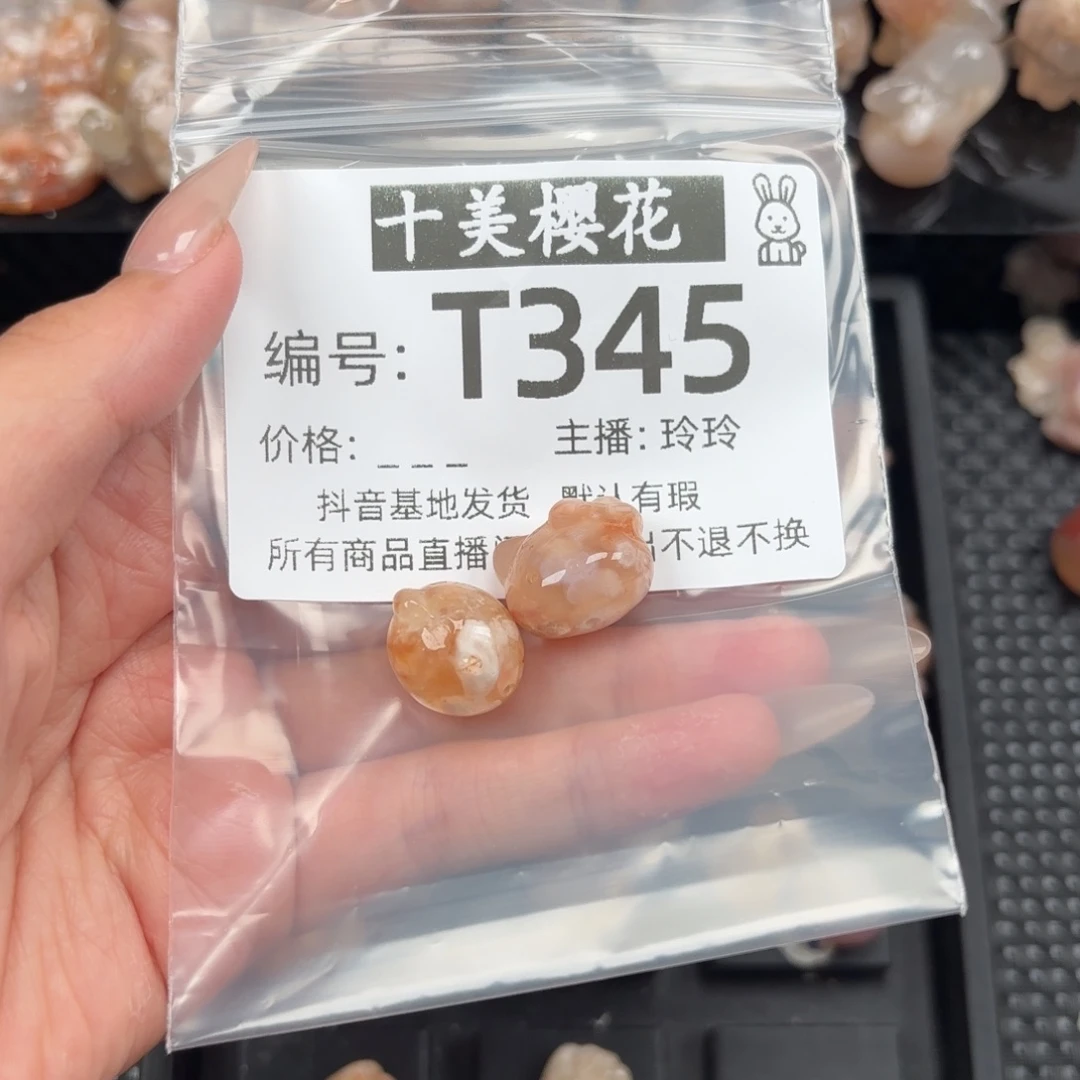 十美樱花
编号: T345
价格: _ _ _ 主播: 玲玲
抖音基地发货 默认有瑕
所有商品直播 不退不换